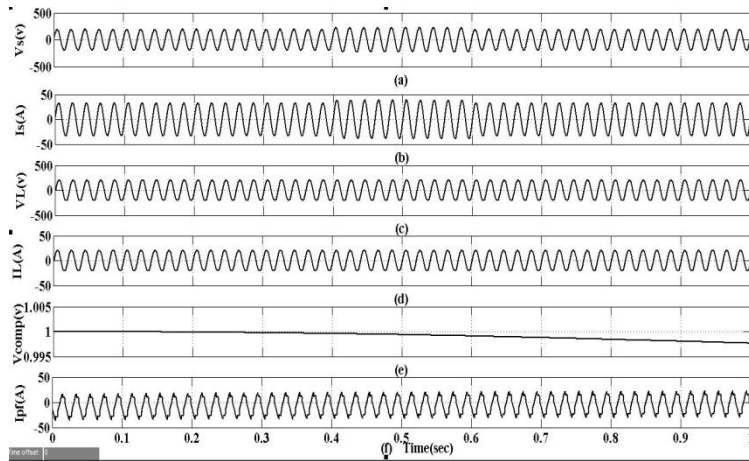 500
Vs(v)
0
-500
(a)
50
Is(A)
0
-50
(b)
500
VL(v)
0
-500
(c)
50
IL(A)
0
-50
(d)
1.005
Vcomp(v)
1
0.995
(e)
50
Ipf(A)
0
-50
0 0.1 0.2 0.3 0.4 0.5 0.6 0.7 0.8 0.9 1
(f) Time(sec)
Time offset: 0